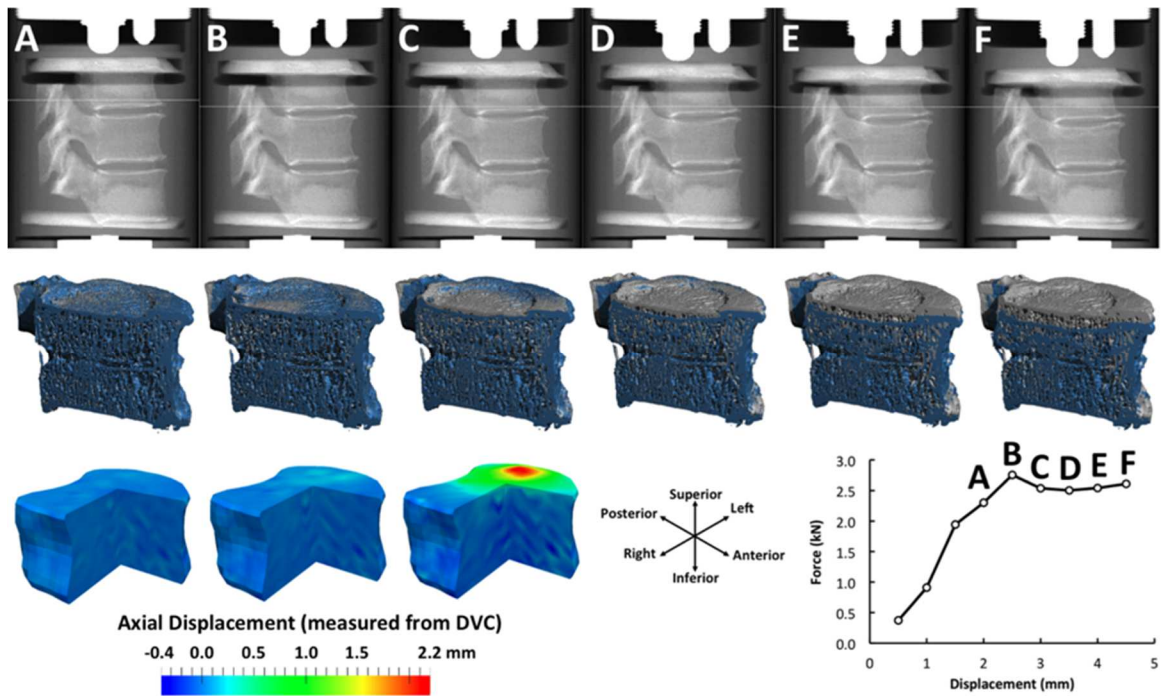 A B C D E F
Superior
Posterior Left
Right Anterior
Inferior
Axial Displacement (measured from DVC)
-0.4 0.0 0.5 1.0 1.5 2.2 mm
A B C D E F
3.0
2.5
2.0
1.5
1.0
0.5
0.0
Force (kN)
0 1 2 3 4 5
Displacement (mm)